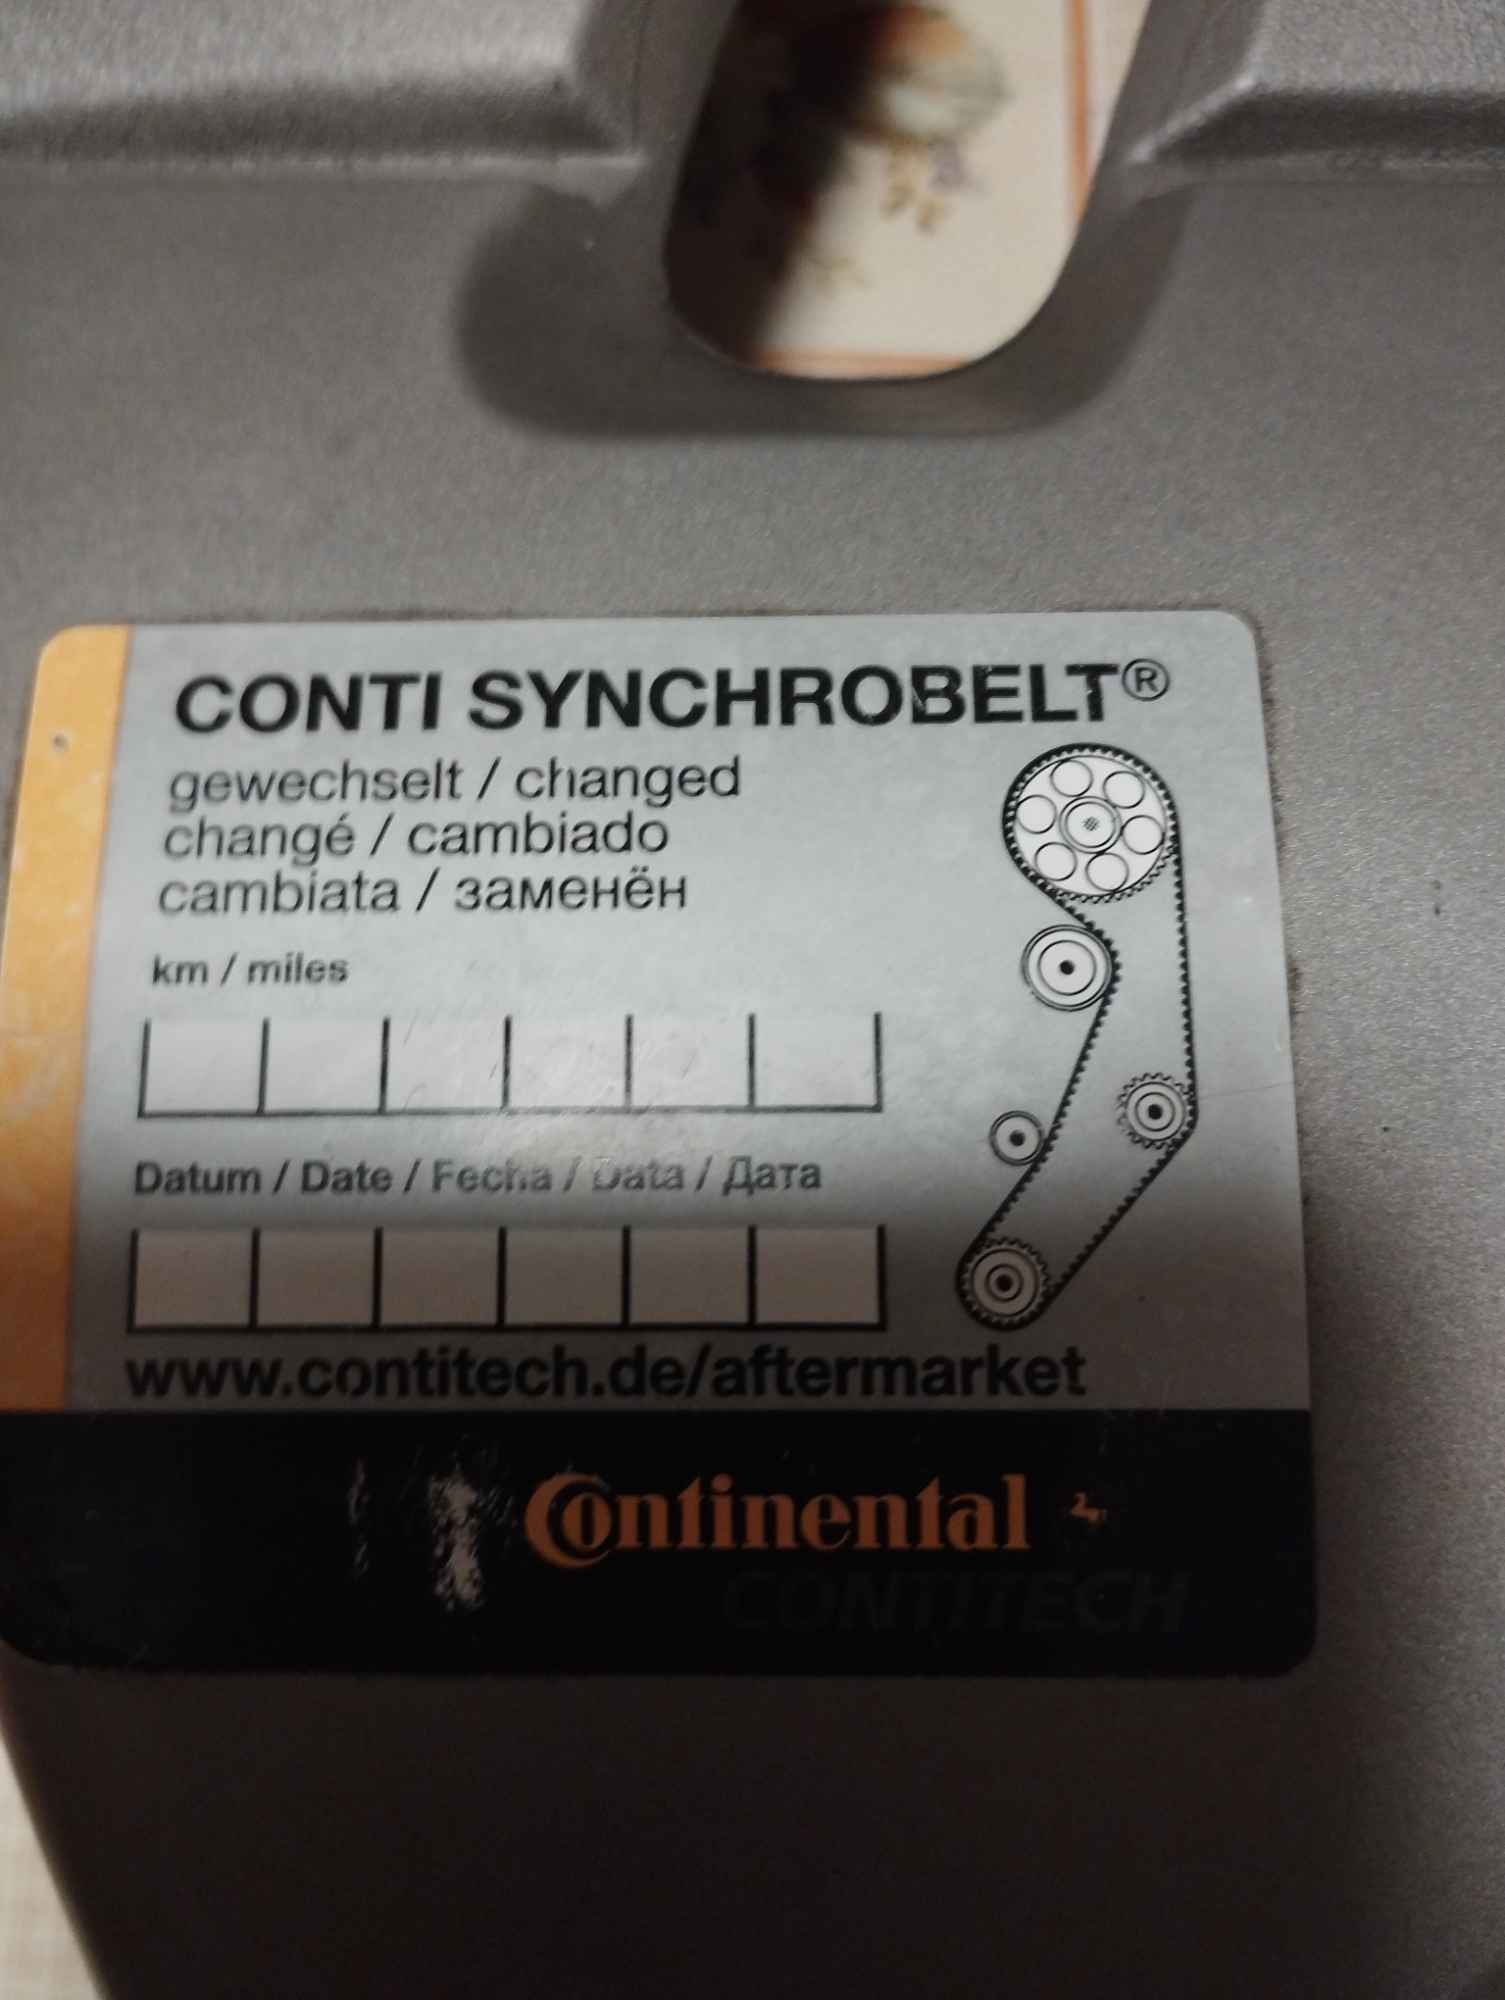 CONTI SYNCHROBELT®
gewechselt / changed
changé / cambiado
cambiata / заменён
km / miles
Datum / Date / Fecha / Data / Дата
www.contitech.de/aftermarket
Continental
CONTITECH